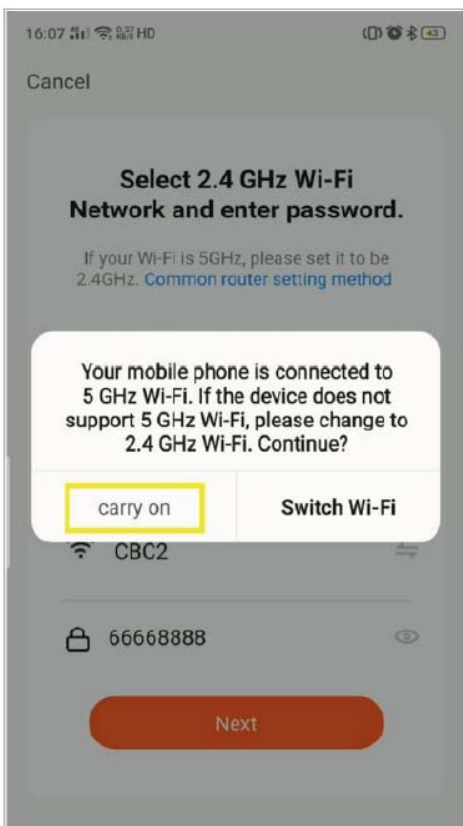 16:07 HD
43
Cancel
Select 2.4 GHz Wi-Fi
Network and enter password.
If your Wi-Fi is 5GHz, please set it to be
2.4GHz. Common router setting method
Your mobile phone is connected to
5 GHz Wi-Fi. If the device does not
support 5 GHz Wi-Fi, please change to
2.4 GHz Wi-Fi. Continue?
carry on
Switch Wi-Fi
CBC2
66668888
Next